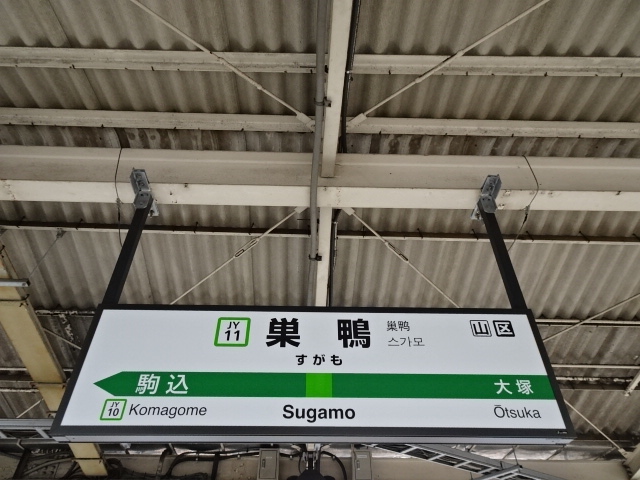 JY
11
巣鴨
巣鸭
스가모
山区
すがも
駒込
大塚
JY
10
Komagome
Sugamo
Ōtsuka